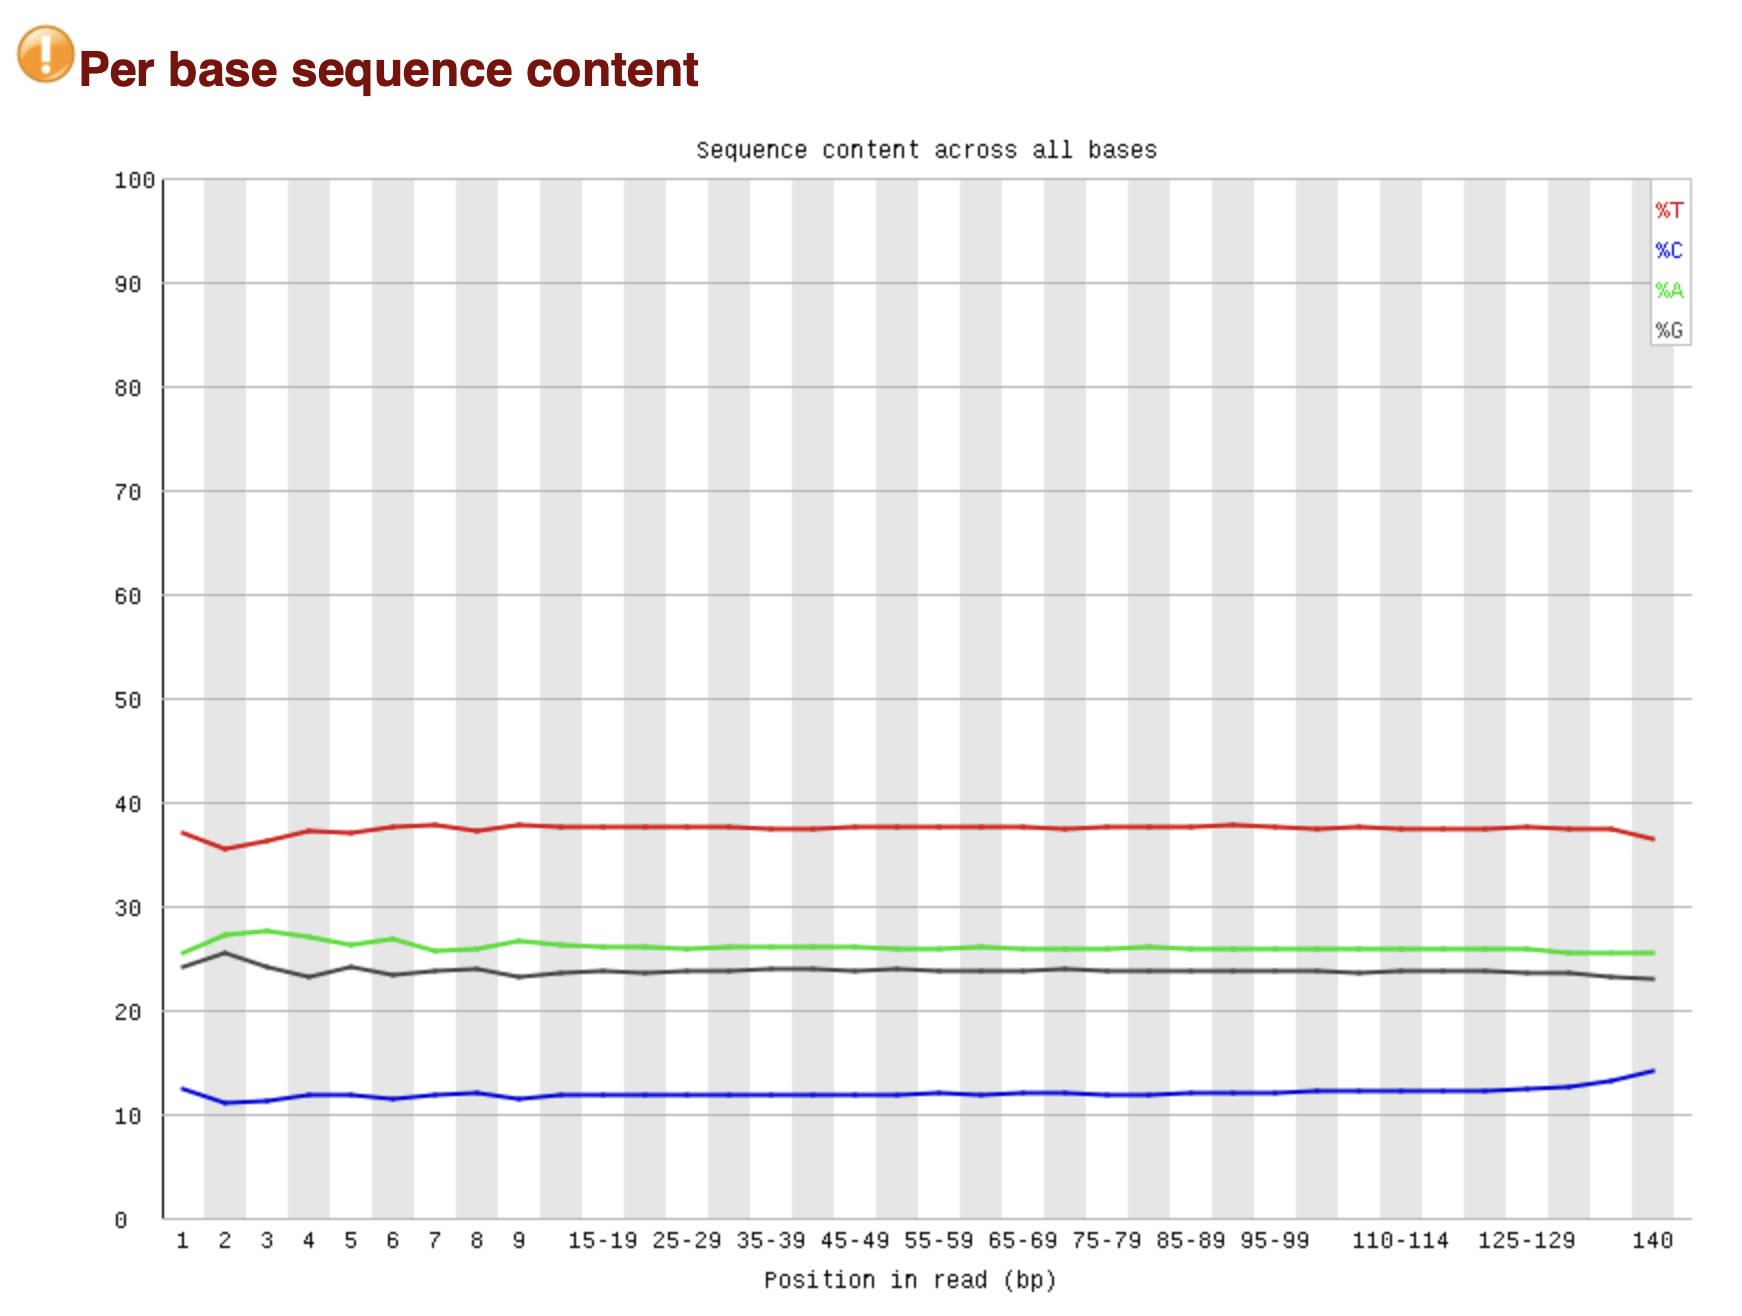 Per base sequence content
Sequence content across all bases
100
90
80
70
60
50
40
30
20
10
0
%T
%C
%A
%G
1 2 3 4 5 6 7 8 9 15-19 25-29 35-39 45-49 55-59 65-69 75-79 85-89 95-99 110-114 125-129 140
Position in read (bp)